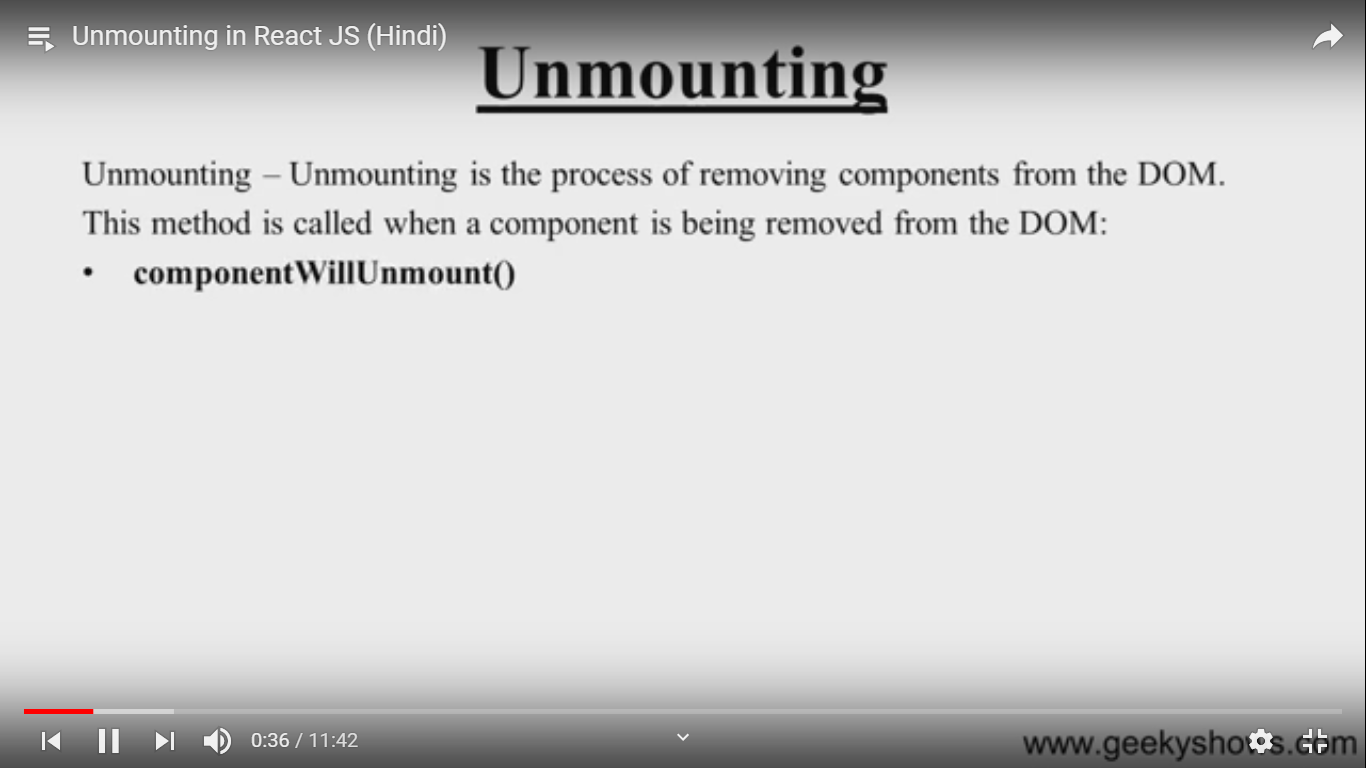 Unmounting in React JS (Hindi)
Unmounting
Unmounting – Unmounting is the process of removing components from the DOM.
This method is called when a component is being removed from the DOM:
• componentWillUnmount()
0:36 / 11:42
www.geekyshows.com